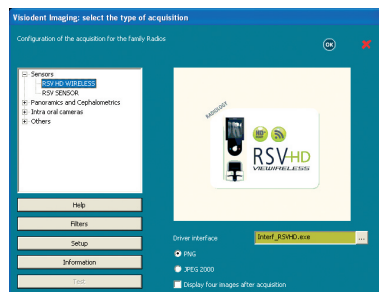 Visiodent Imaging: select the type of acquisition
Configuration of the acquisition for the family Radios
OK
Sensors
RSV HD WIRELESS
RSV SENSOR
Panoramics and Cephalometrics
Intra oral cameras
Others
RADIOLOGY
HD
RSV-HD
VIEWIRELESS
Help
Filters
Setup
Information
Test
Driver interface
Interf_RSVHD.exe
...
PNG
JPEG 2000
Display four images after acquisition